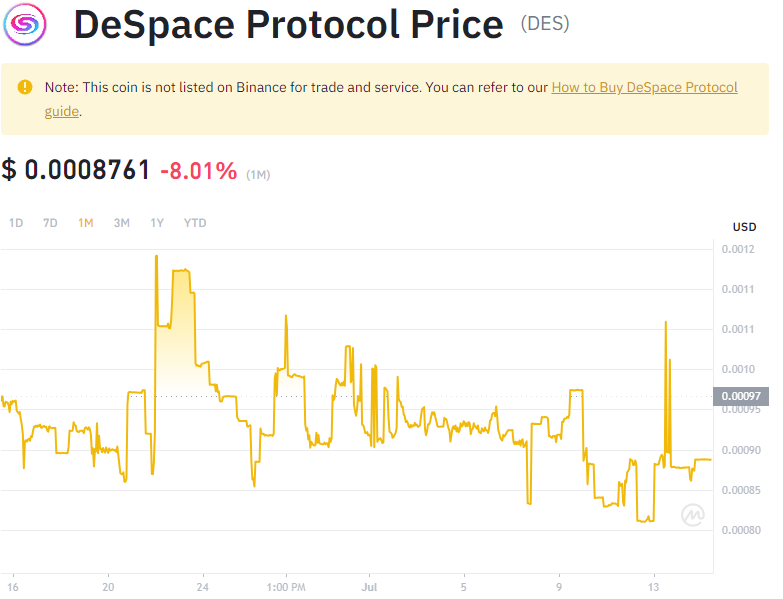 DeSpace Protocol Price (DES)
Note: This coin is not listed on Binance for trade and service. You can refer to our How to Buy DeSpace Protocol
guide.
$ 0.0008761 -8.01% (1M)
1D 7D 1M 3M 1Y YTD
USD
0.0012
0.0011
0.0011
0.0010
0.00097
0.00095
0.00090
0.00085
0.00080
16 20 24 1:00 PM Jul 5 9 13